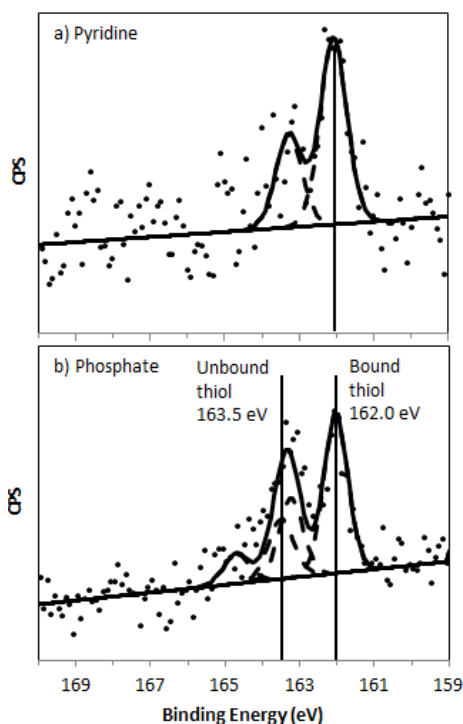 a) Pyridine
CPS
b) Phosphate
Unbound
thiol
163.5 eV
Bound
thiol
162.0 eV
CPS
169 167 165 163 161 159
Binding Energy (eV)